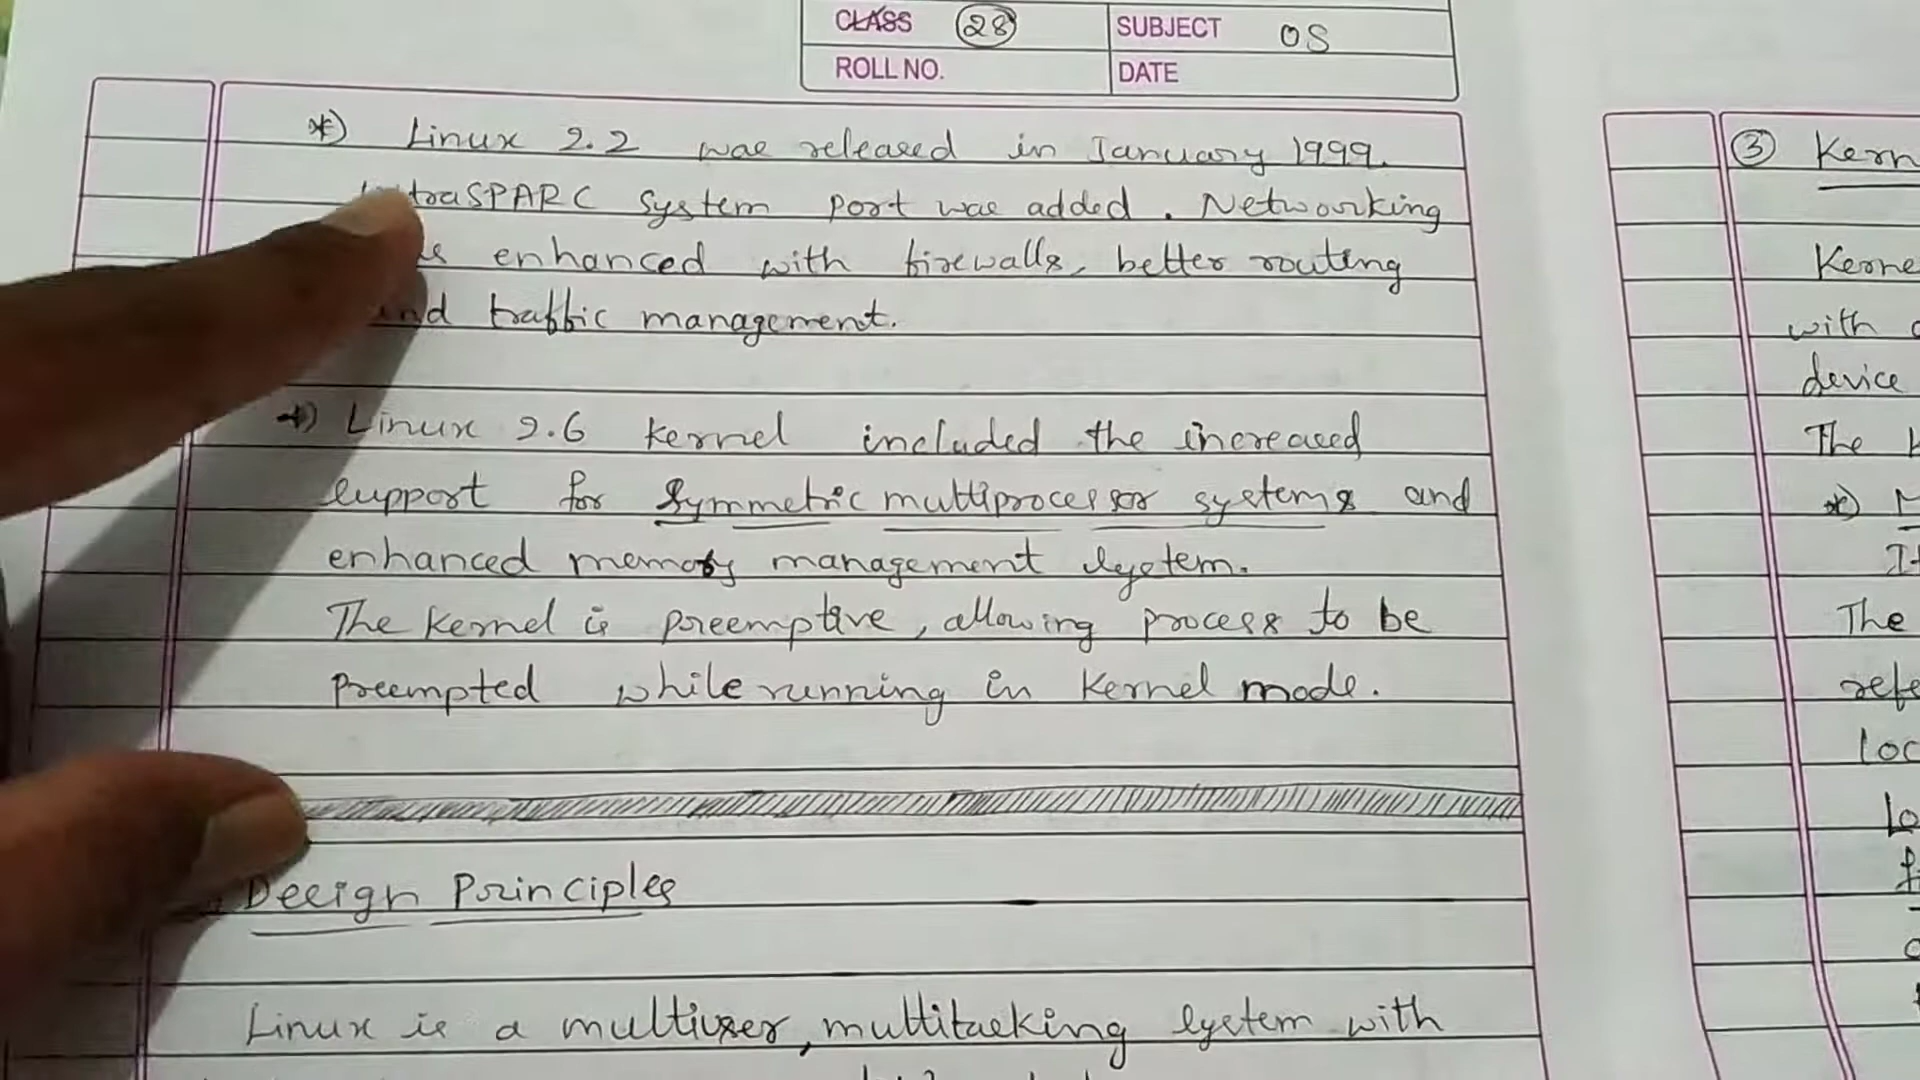 CLASS 28 SUBJECT OS
ROLL NO. DATE
*) Linux 2.2 was released in January 1999.
traSPARC System Port was added. Networking
enhanced with firewalls, better routing
and traffic management.
*) Linux 2.6 kernel included the increased
support for Symmetric multiprocessor systems and
enhanced memory management system.
The Kernel is preemptive, allowing process to be
Preempted while running in Kernel mode.
Design Principles
Linux is a multiuser, multitasking system with
③ Kern
Kerne
with
device
The
*)
The
refe
loc
lo